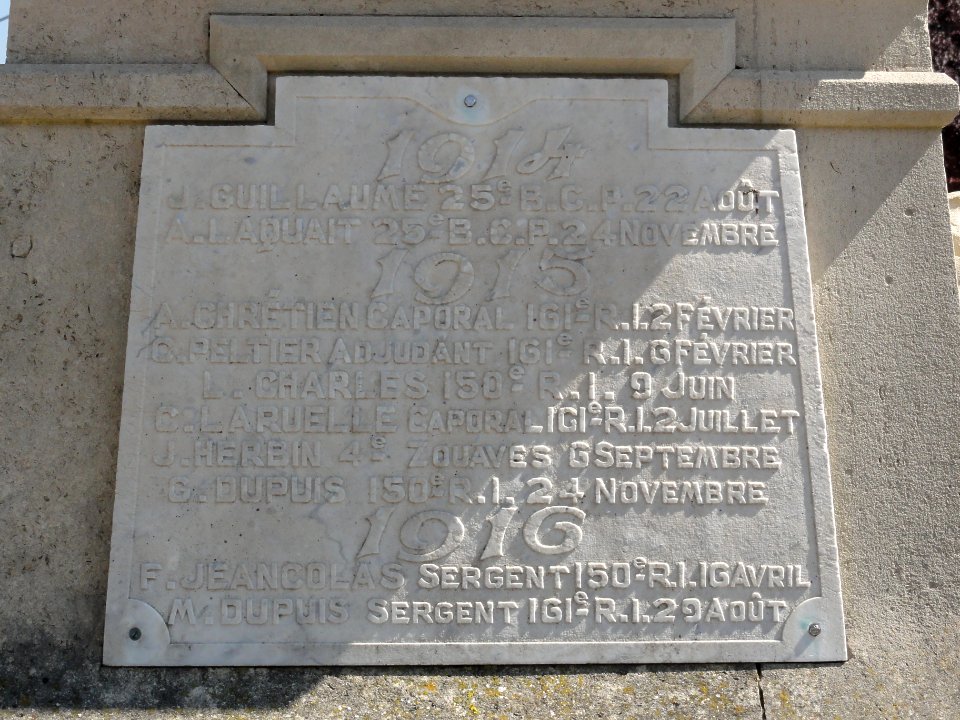 1914
J. GUILLAUME 25e B.C.P. 22 AOÛT
A. LAQUAIT 25e B.C.P. 24 NOVEMBRE
1915
A. CHRÉTIEN CAPORAL 161e R.I. 2 FÉVRIER
C. PELTIER ADJUDANT 161e R.I. 6 FÉVRIER
L. CHARLES 150e R.I. 9 JUIN
C. LARUELLE CAPORAL 161e R.I. 2 JUILLET
J. HERBIN 4e ZOUAVES 6 SEPTEMBRE
G. DUPUIS 150e R.I. 24 NOVEMBRE
1916
F. JEANCOLAS SERGENT 150e R.I. 16 AVRIL
M. DUPUIS SERGENT 161e R.I. 29 AOÛT